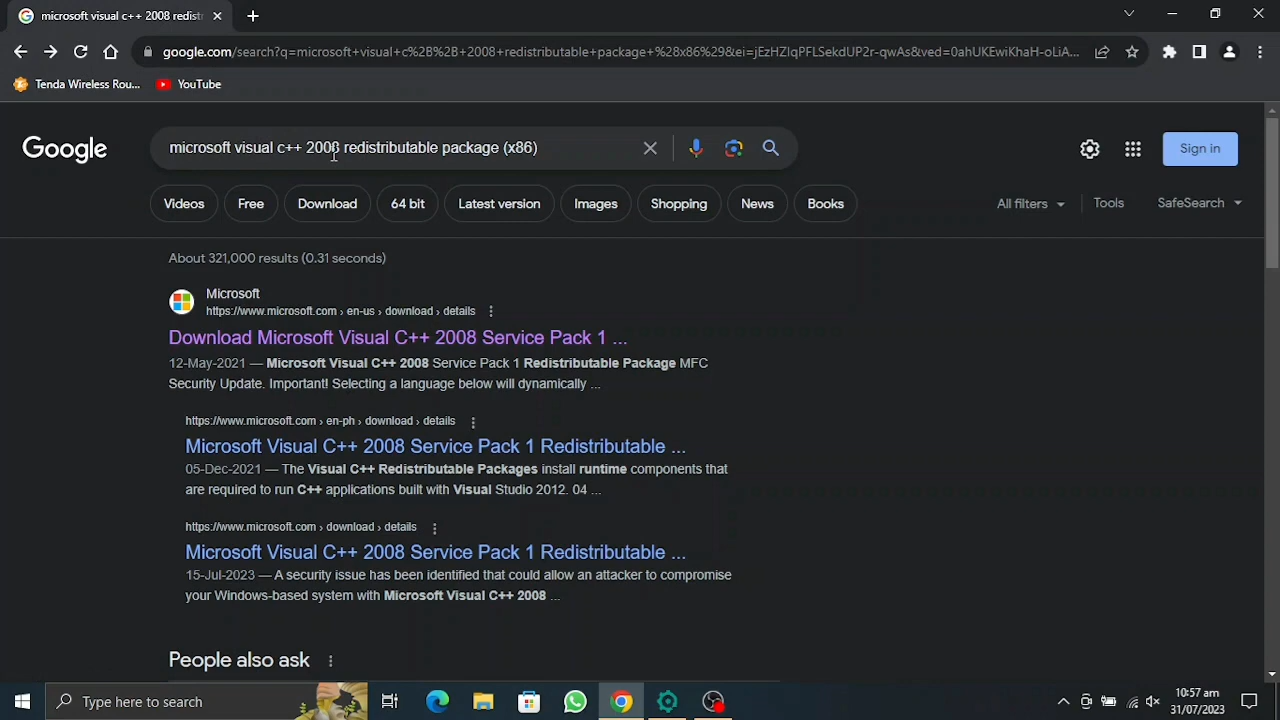 microsoft visual c++ 2008 redistr
google.com/search?q=microsoft+visual+c%2B%2B+2008+redistributable+package+%28x86%29&ei=jEzHZIqPFLSekdUP2r-qwAs&ved=0ahUKEwiKhaH-oLiA...
Tenda Wireless Rou...
YouTube
Google
microsoft visual c++ 2008 redistributable package (x86)
Sign in
Videos
Free
Download
64 bit
Latest version
Images
Shopping
News
Books
All filters
Tools
SafeSearch
About 321,000 results (0.31 seconds)
Microsoft
https://www.microsoft.com › en-us › download › details
Download Microsoft Visual C++ 2008 Service Pack 1 ...
12-May-2021 — Microsoft Visual C++ 2008 Service Pack 1 Redistributable Package MFC
Security Update. Important! Selecting a language below will dynamically ...
https://www.microsoft.com › en-ph › download › details
Microsoft Visual C++ 2008 Service Pack 1 Redistributable ...
05-Dec-2021 — The Visual C++ Redistributable Packages install runtime components that
are required to run C++ applications built with Visual Studio 2012. 04 ...
https://www.microsoft.com › download › details
Microsoft Visual C++ 2008 Service Pack 1 Redistributable ...
15-Jul-2023 — A security issue has been identified that could allow an attacker to compromise
your Windows-based system with Microsoft Visual C++ 2008 ...
People also ask
Type here to search
10:57 am
31/07/2023